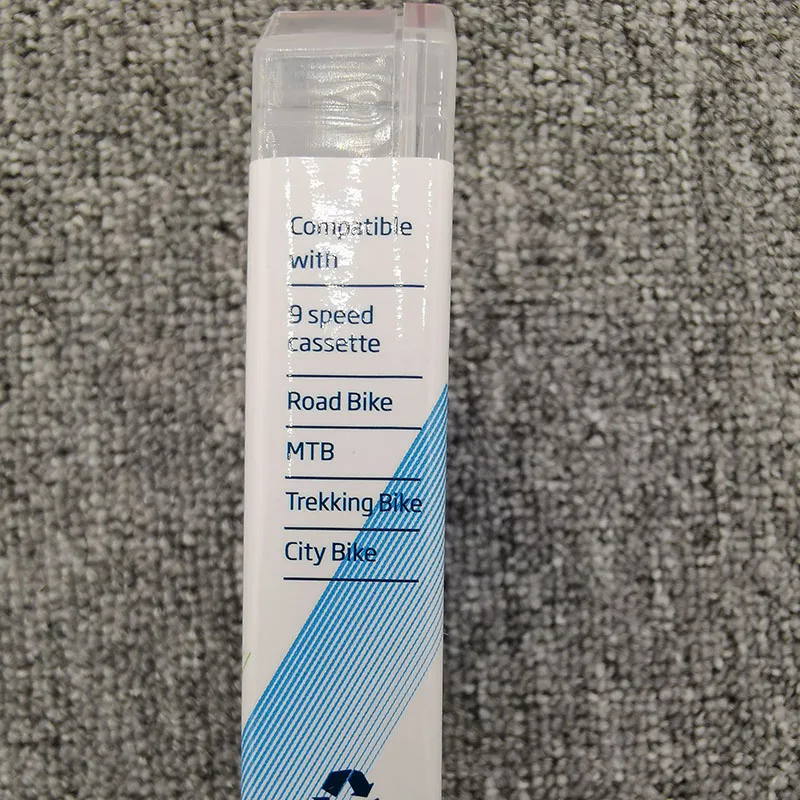 Compatible
with
9 speed
cassette
Road Bike
MTB
Trekking Bike
City Bike